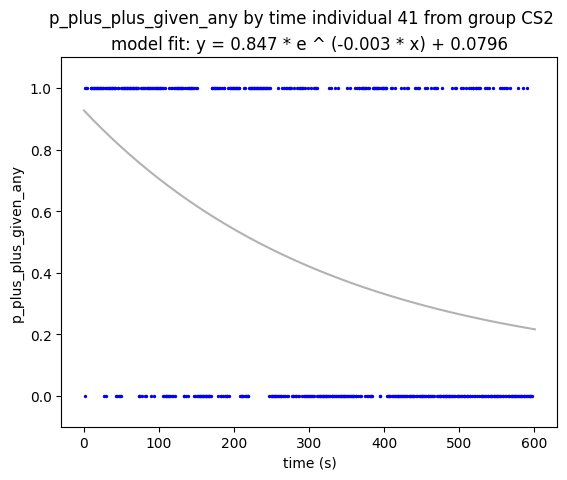 p_plus_plus_given_any by time individual 41 from group CS2
model fit: y = 0.847 * e ^ (-0.003 * x) + 0.0796
1.0
0.8
0.6
0.4
0.2
0.0
p_plus_plus_given_any
0 100 200 300 400 500 600
time (s)